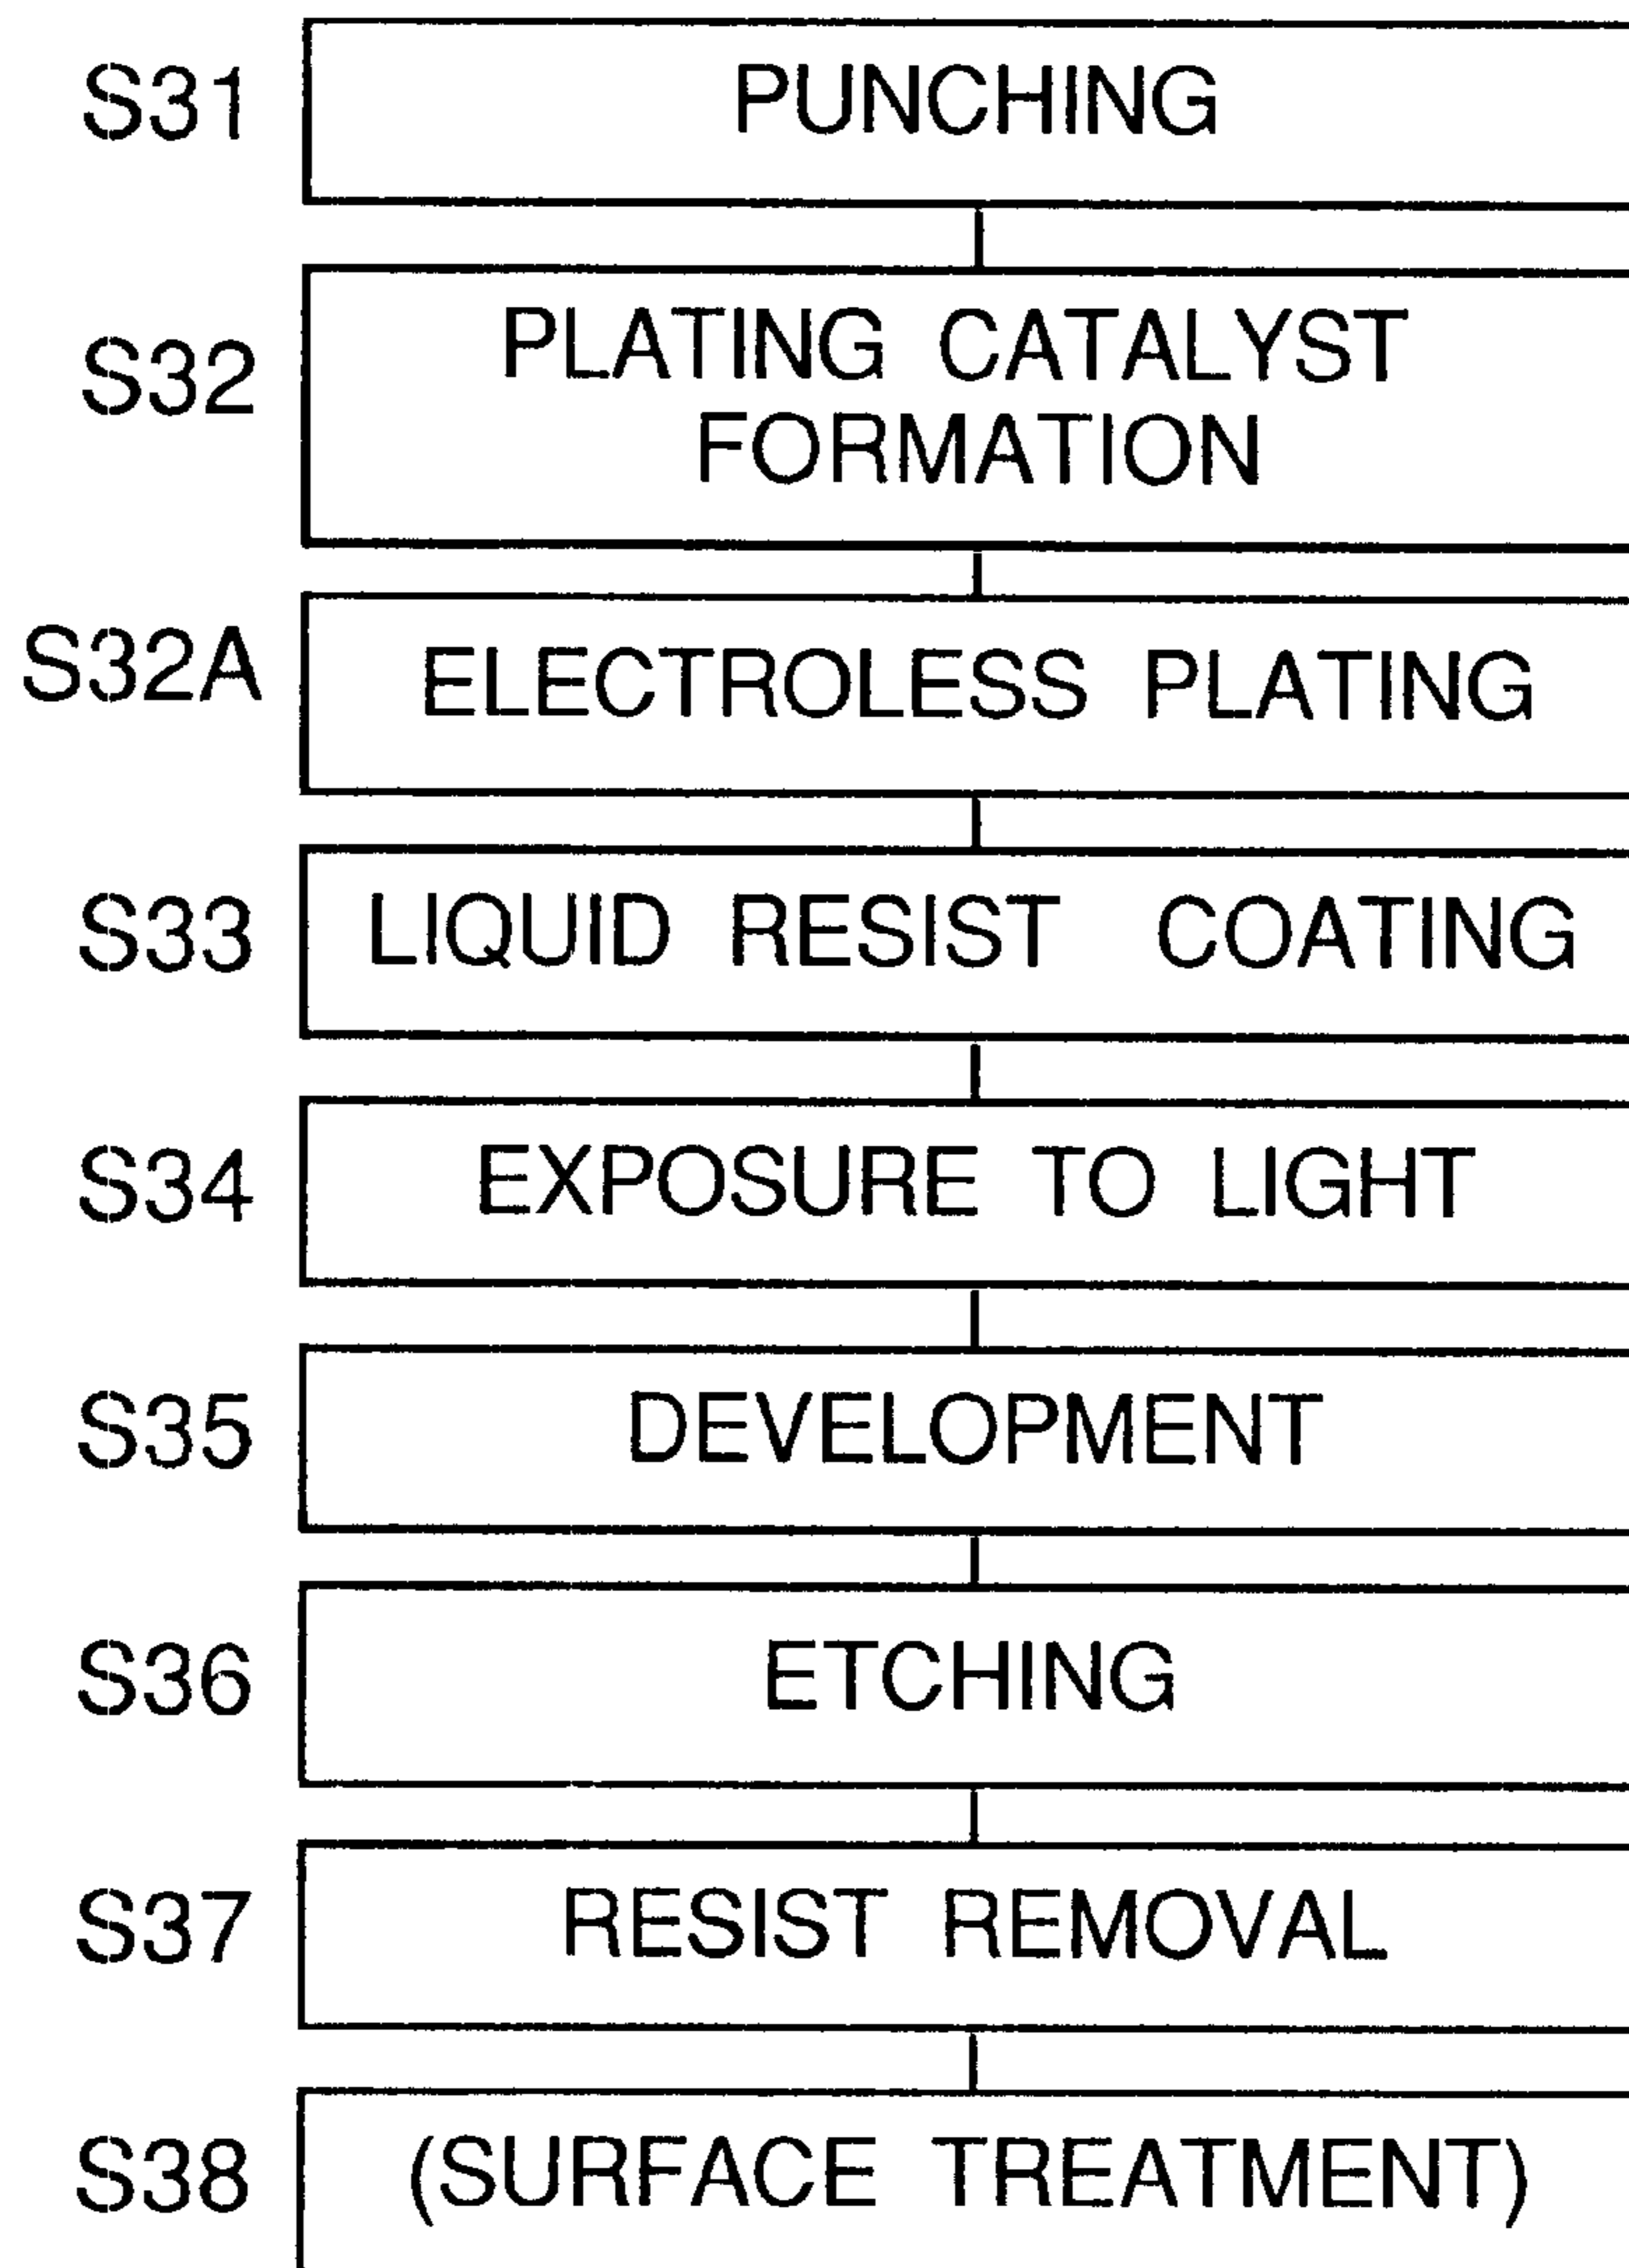 S31 PUNCHING
S32 PLATING CATALYST
FORMATION
S32A ELECTROLESS PLATING
S33 LIQUID RESIST COATING
S34 EXPOSURE TO LIGHT
S35 DEVELOPMENT
S36 ETCHING
S37 RESIST REMOVAL
S38 (SURFACE TREATMENT)